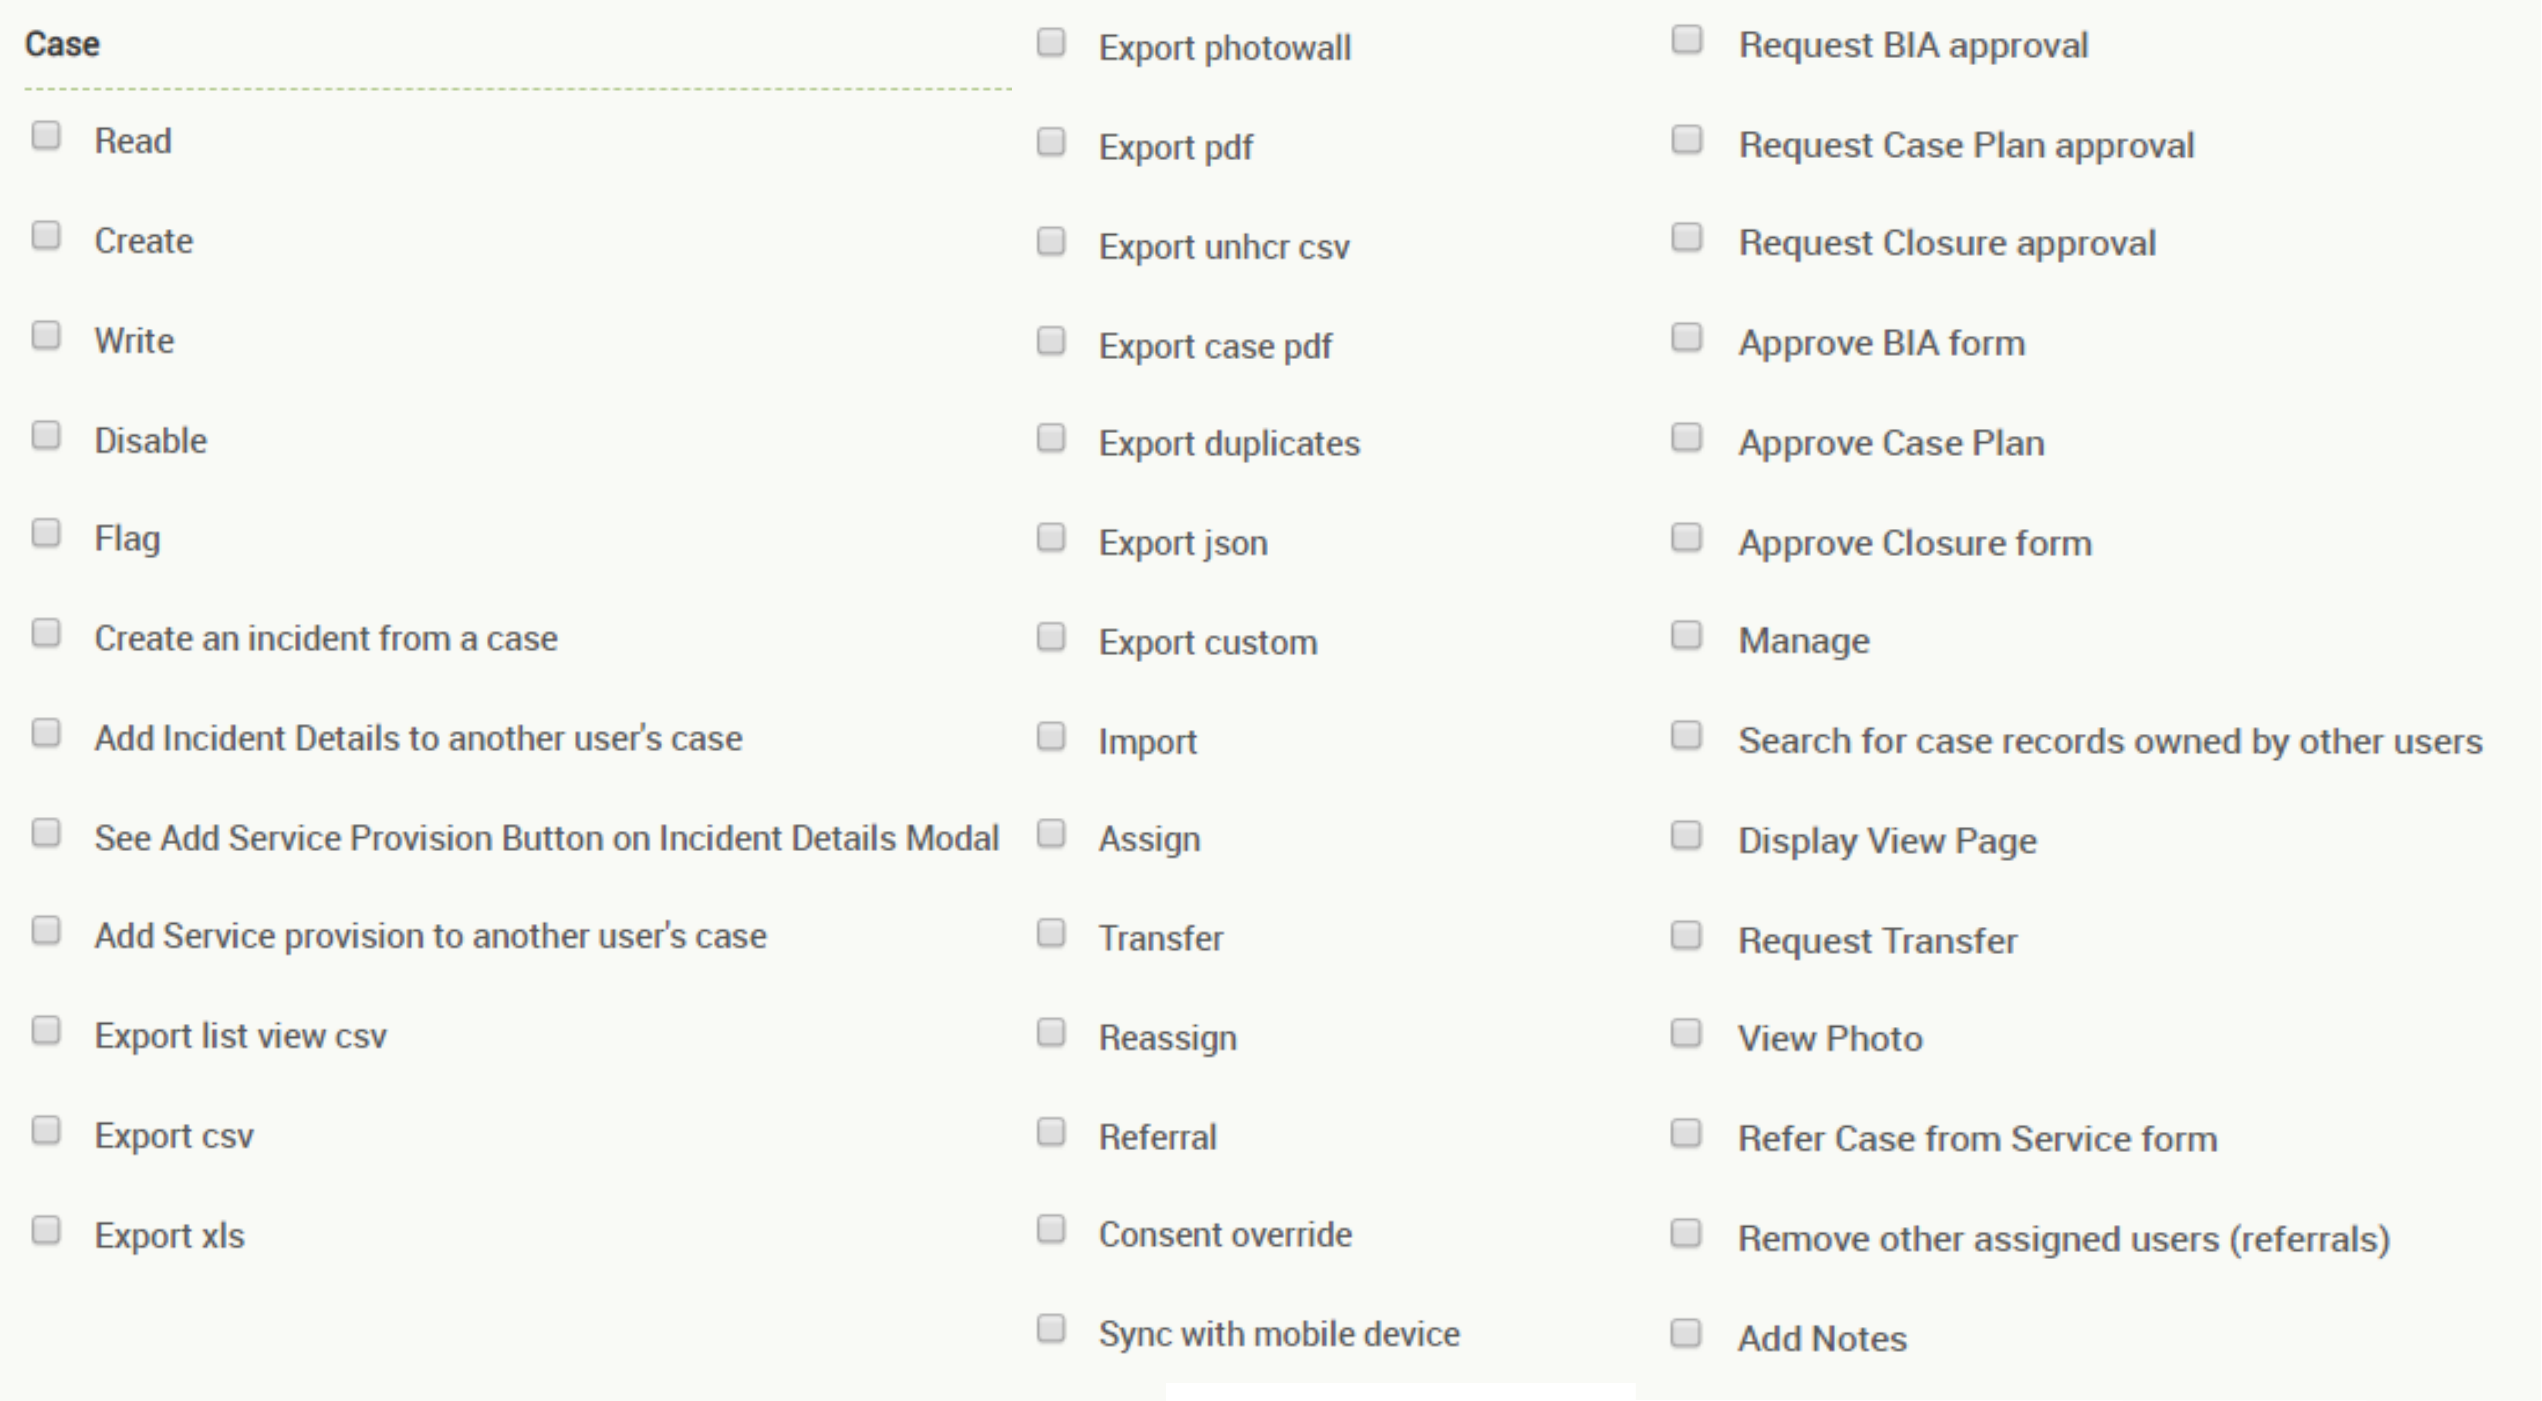 Case
Read
Create
Write
Disable
Flag
Create an incident from a case
Add Incident Details to another user's case
See Add Service Provision Button on Incident Details Modal
Add Service provision to another user's case
Export list view csv
Export csv
Export xls
Export photowall
Export pdf
Export unhcr csv
Export case pdf
Export duplicates
Export json
Export custom
Import
Assign
Transfer
Reassign
Referral
Consent override
Sync with mobile device
Request BIA approval
Request Case Plan approval
Request Closure approval
Approve BIA form
Approve Case Plan
Approve Closure form
Manage
Search for case records owned by other users
Display View Page
Request Transfer
View Photo
Refer Case from Service form
Remove other assigned users (referrals)
Add Notes